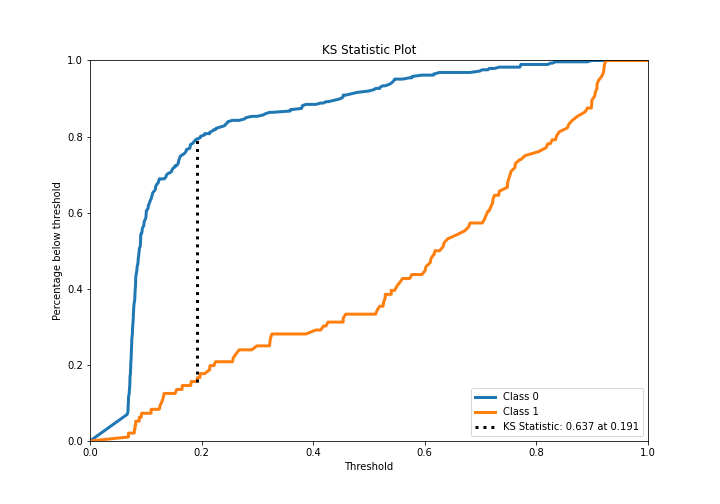 KS Statistic Plot
1.0
0.8
0.6
0.4
0.2
0.0
Percentage below threshold
0.0 0.2 0.4 0.6 0.8 1.0
Threshold
Class 0
Class 1
KS Statistic: 0.637 at 0.191